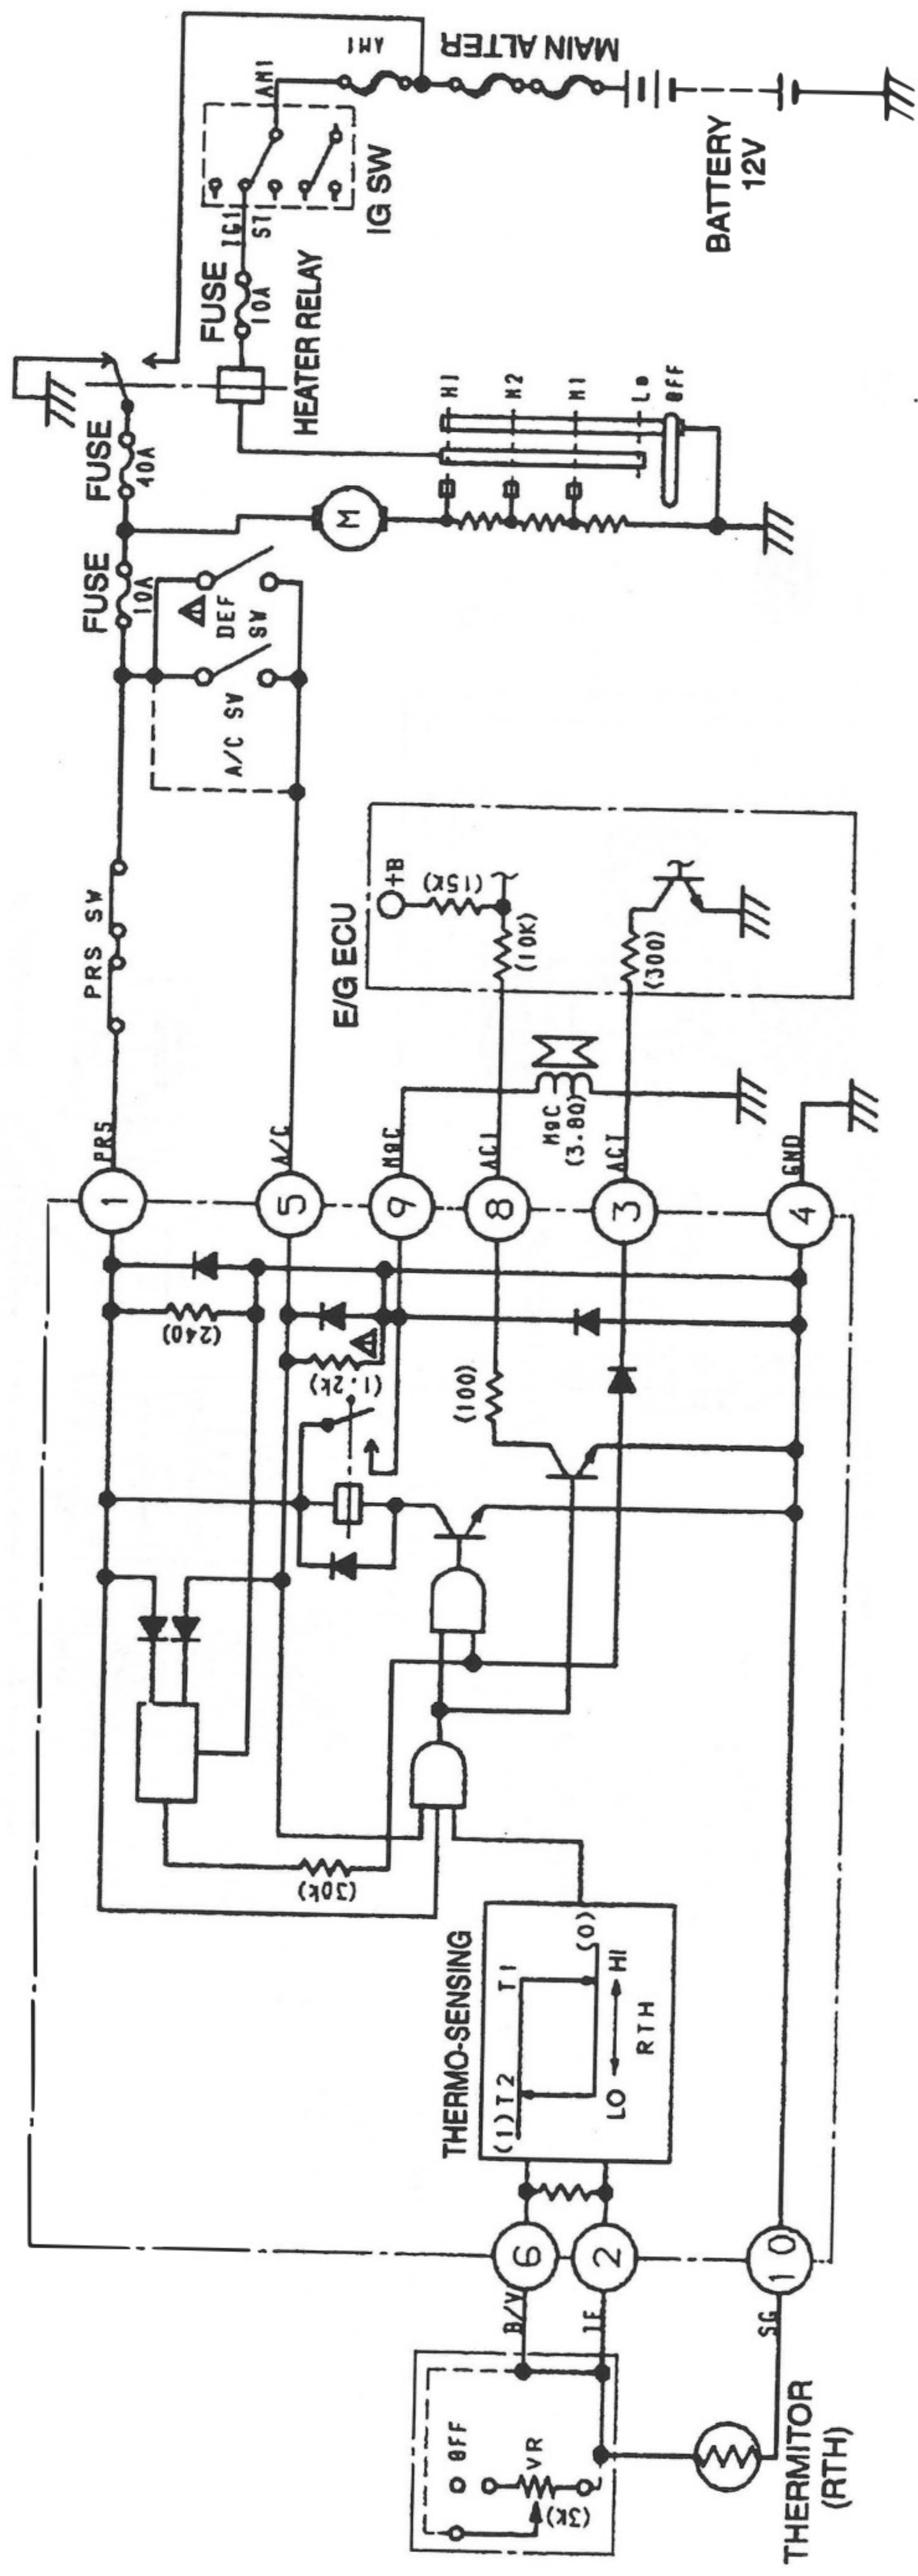 AM1
MAIN ALTER
AM1
IG SW
IG1
ST
BATTERY
12V
FUSE
10A
HEATER RELAY
HI
M2
M1
Lo
OFF
FUSE
40A
M
FUSE
10A
DEF
SW
A/C SW
PRS SW
E/G ECU
+B
(15K)
(10K)
(300)
MgC
(3.8Ω)
PRS
A/C
MgC
AC1
ACT
GND
1
5
9
8
3
4
(240)
(1.2k)
(100)
(30k)
THERMO-SENSING
(1)
T2
T1
(0)
LO
HI
RTH
6
2
10
B/V
TE
SG
OFF
VR
(3K)
THERMITOR
(RTH)